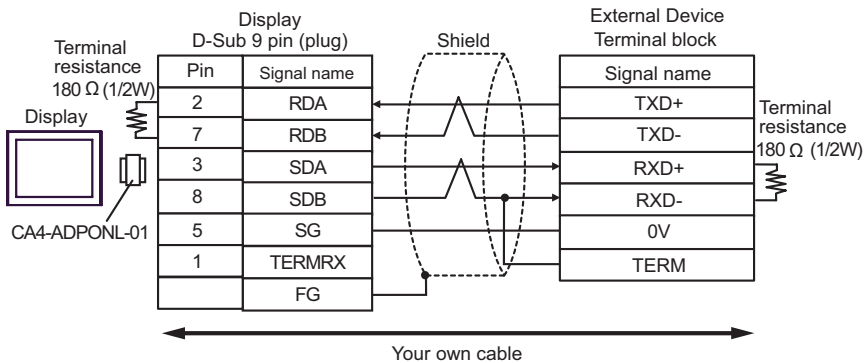 Display
D-Sub 9 pin (plug)
Shield
External Device
Terminal block
Terminal
resistance
180 Ω (1/2W)
Display
CA4-ADPONL-01
Pin Signal name
2 RDA
7 RDB
3 SDA
8 SDB
5 SG
1 TERMRX
FG
Signal name
TXD+
TXD-
RXD+
RXD-
0V
TERM
Terminal
resistance
180 Ω (1/2W)
Your own cable